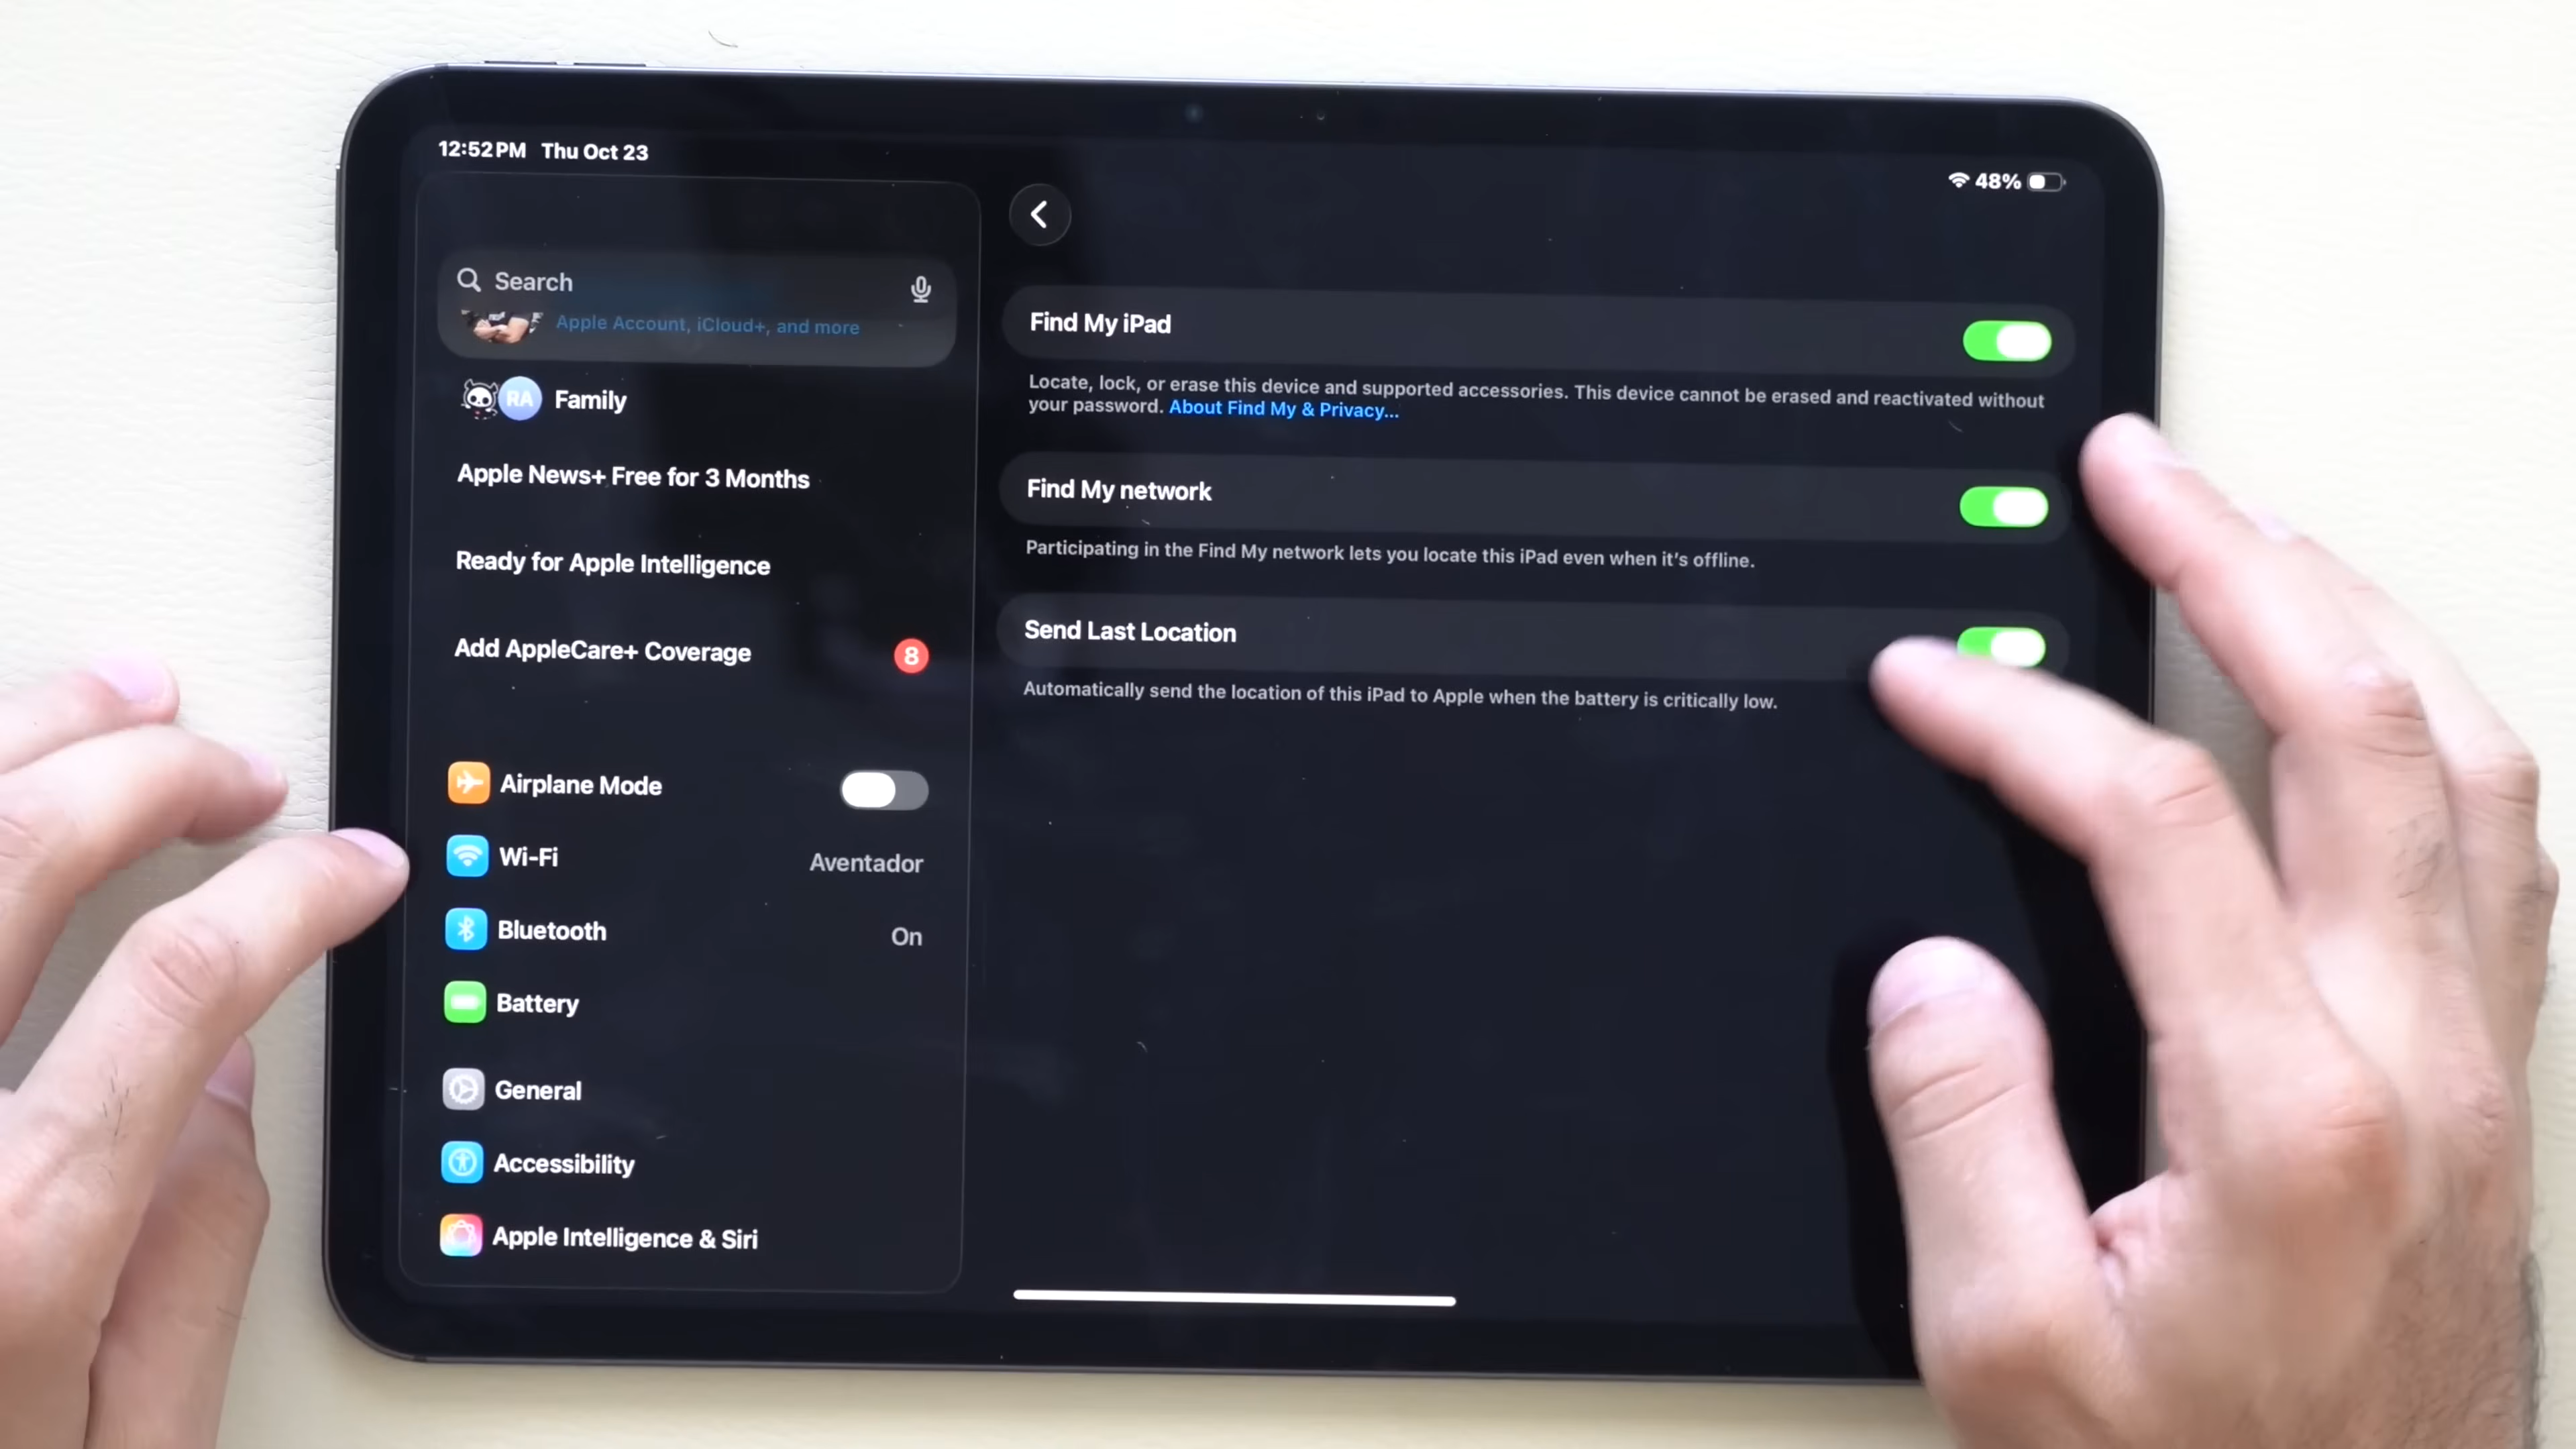 12:52 PM Thu Oct 23
48%
Search
Apple Account, iCloud+, and more
RA Family
Apple News+ Free for 3 Months
Ready for Apple Intelligence
Add AppleCare+ Coverage 8
Airplane Mode
Wi-Fi Aventador
Bluetooth On
Battery
General
Accessibility
Apple Intelligence & Siri
Find My iPad
Locate, lock, or erase this device and supported accessories. This device cannot be erased and reactivated without
your password. About Find My & Privacy...
Find My network
Participating in the Find My network lets you locate this iPad even when it's offline.
Send Last Location
Automatically send the location of this iPad to Apple when the battery is critically low.